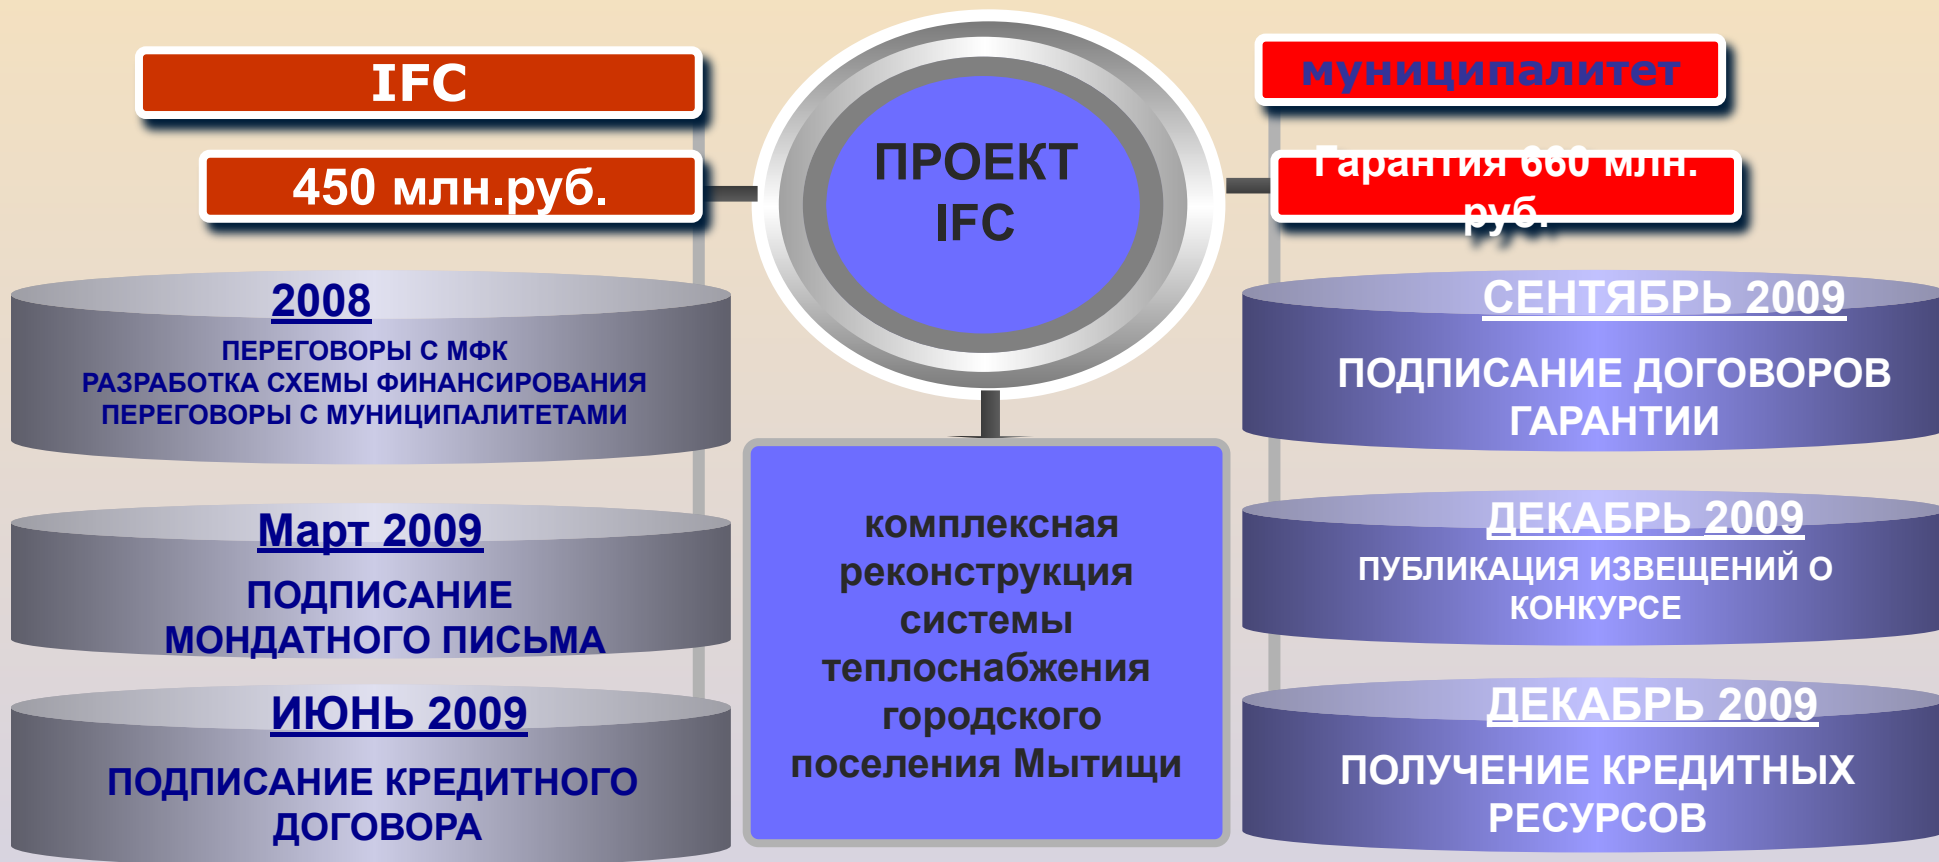 IFC
450 млн.руб.
2008
ПЕРЕГОВОРЫ С МФК
РАЗРАБОТКА СХЕМЫ ФИНАНСИРОВАНИЯ
ПЕРЕГОВОРЫ С МУНИЦИПАЛИТЕТАМИ
Март 2009
ПОДПИСАНИЕ
МОНДАТНОГО ПИСЬМА
ИЮНЬ 2009
ПОДПИСАНИЕ КРЕДИТНОГО
ДОГОВОРА
ПРОЕКТ
IFC
комплексная
реконструкция
системы
теплоснабжения
городского
поселения Мытищи
муниципалитет
Гарантия 660 млн.
руб.
СЕНТЯБРЬ 2009
ПОДПИСАНИЕ ДОГОВОРОВ
ГАРАНТИИ
ДЕКАБРЬ 2009
ПУБЛИКАЦИЯ ИЗВЕЩЕНИЙ О
КОНКУРСЕ
ДЕКАБРЬ 2009
ПОЛУЧЕНИЕ КРЕДИТНЫХ
РЕСУРСОВ